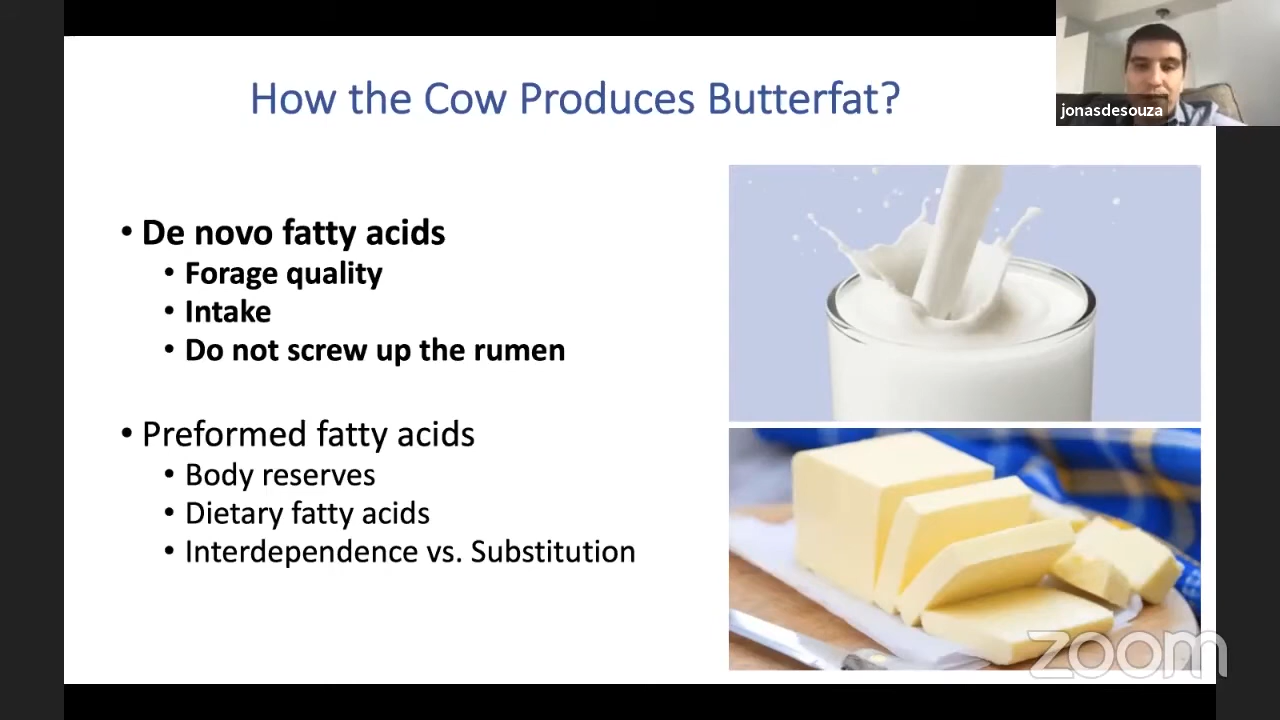 How the Cow Produces Butterfat?
jonasdesouza
• De novo fatty acids
• Forage quality
• Intake
• Do not screw up the rumen
• Preformed fatty acids
• Body reserves
• Dietary fatty acids
• Interdependence vs. Substitution
zoom